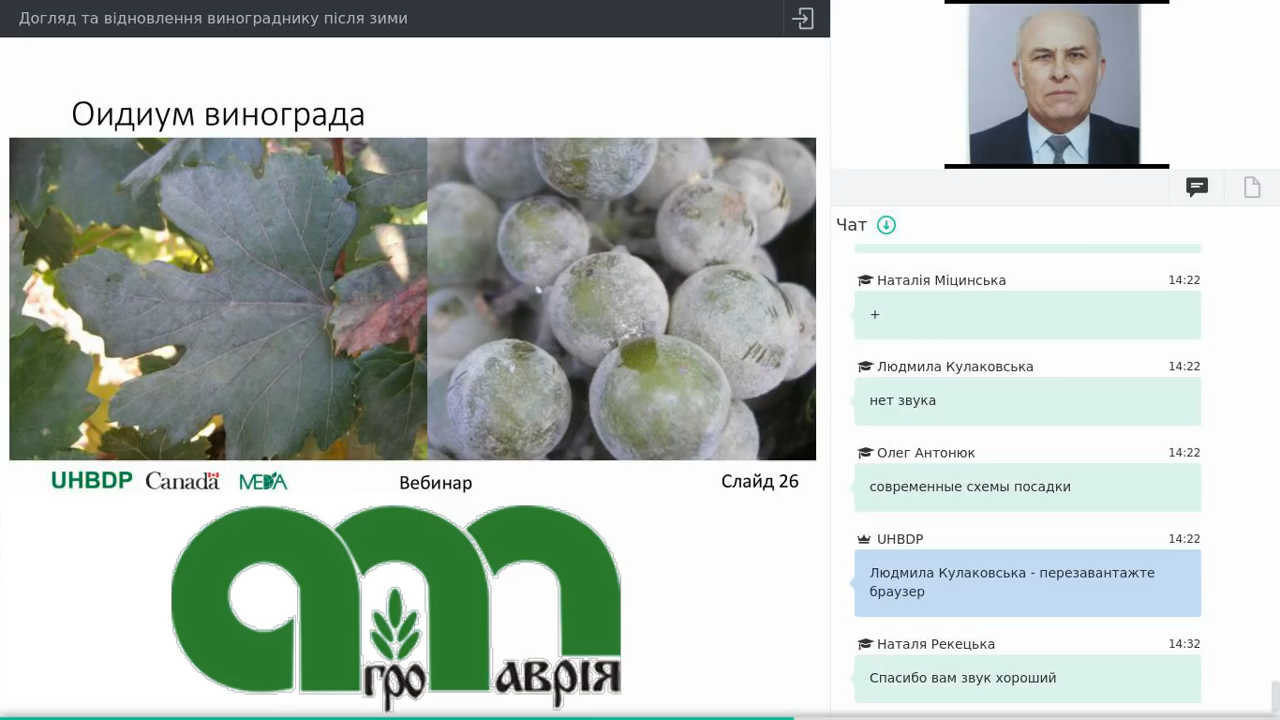 Догляд та відновлення винограднику після зими
Оидиум винограда
UHBDP Canada MEDA
Вебинар
Слайд 26
гро
аврія
Чат
Наталія Міцинська 14:22
+
Людмила Кулаковська 14:22
нет звука
Олег Антонюк 14:22
современные схемы посадки
UHBDP 14:22
Людмила Кулаковська - перезавантажте
браузер
Наталя Рекецька 14:32
Спасибо вам звук хороший